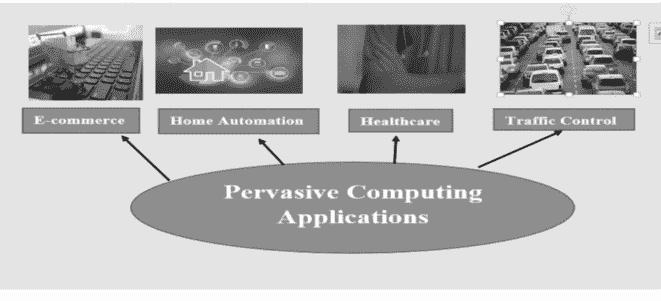 E-commerce
Home Automation
Healthcare
Traffic Control
Pervasive Computing
Applications